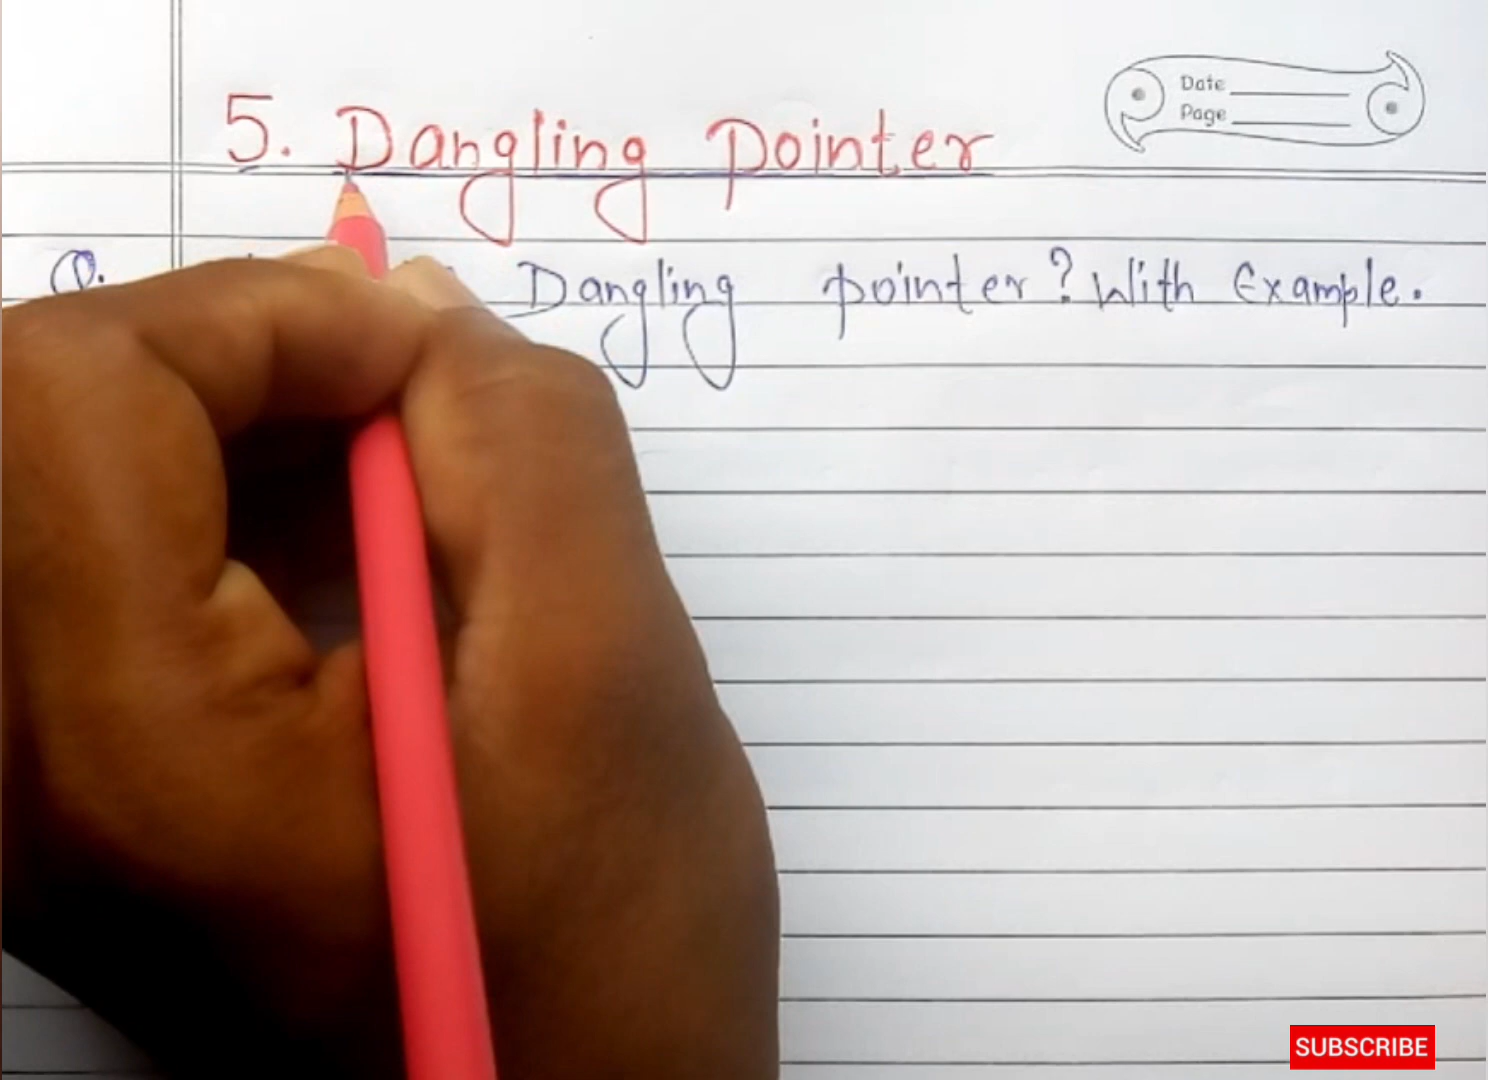 Date
Page
5. Dangling pointer
Q. Dangling pointer? With Example.
SUBSCRIBE